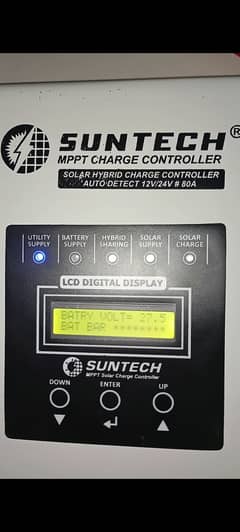 SUNTECH®
MPPT CHARGE CONTROLLER
SOLAR HYBRID CHARGE CONTROLLER
AUTO DETECT 12V/24V # 80A
UTILITY SUPPLY
BATTERY SUPPLY
HYBRID SHARING
SOLAR SUPPLY
SOLAR CHARGE
LCD DIGITAL DISPLAY
BATRY VOLT= 27.5
BAT BAR ********
SUNTECH
MPPT Solar Charge Controller
DOWN ENTER UP